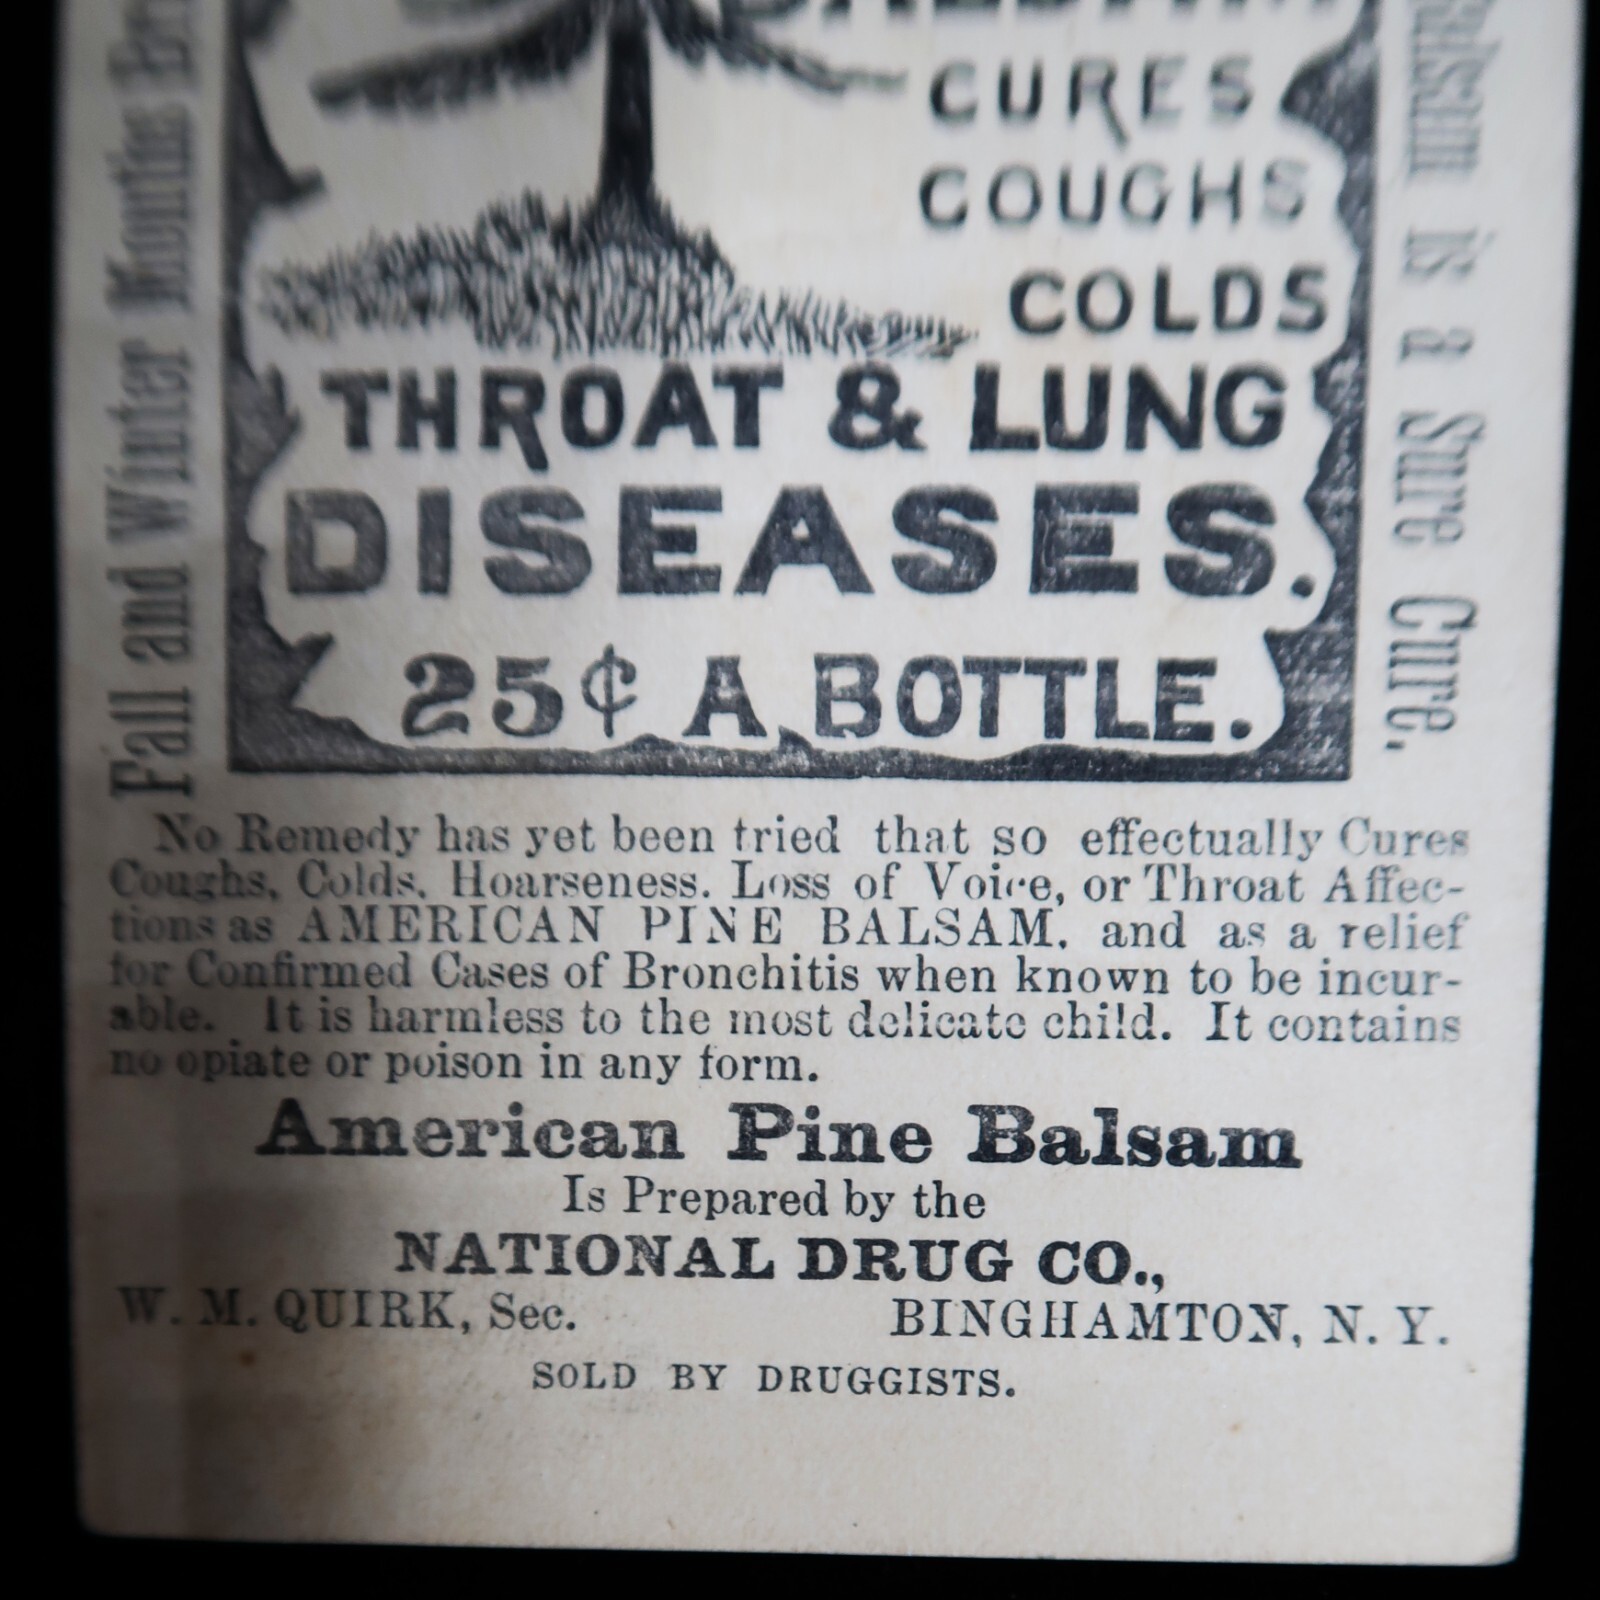 BALSAM
CURES
COUGHS
COLDS
THROAT & LUNG
DISEASES.
25¢ A BOTTLE.
Fall and Winter Months
Balsam is a Sure Cure.
No Remedy has yet been tried that so effectually Cures
Coughs, Colds, Hoarseness, Loss of Voice, or Throat Affec-
tions as AMERICAN PINE BALSAM, and as a relief
for Confirmed Cases of Bronchitis when known to be incur-
able. It is harmless to the most delicate child. It contains
no opiate or poison in any form.
American Pine Balsam
Is Prepared by the
NATIONAL DRUG CO.,
W. M. QUIRK, Sec. BINGHAMTON, N. Y.
SOLD BY DRUGGISTS.